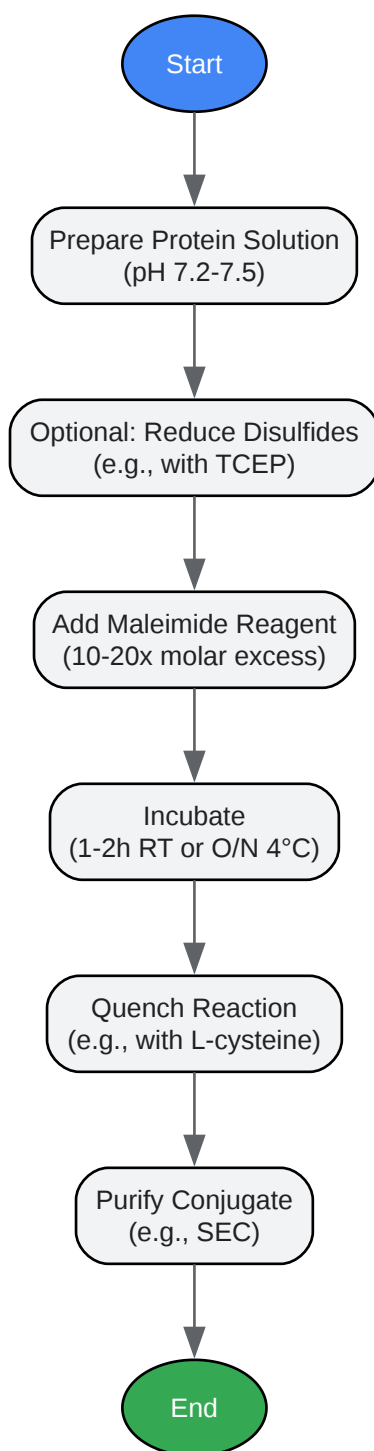 Start
Prepare Protein Solution
(pH 7.2-7.5)
Optional: Reduce Disulfides
(e.g., with TCEP)
Add Maleimide Reagent
(10-20x molar excess)
Incubate
(1-2h RT or O/N 4°C)
Quench Reaction
(e.g., with L-cysteine)
Purify Conjugate
(e.g., SEC)
End